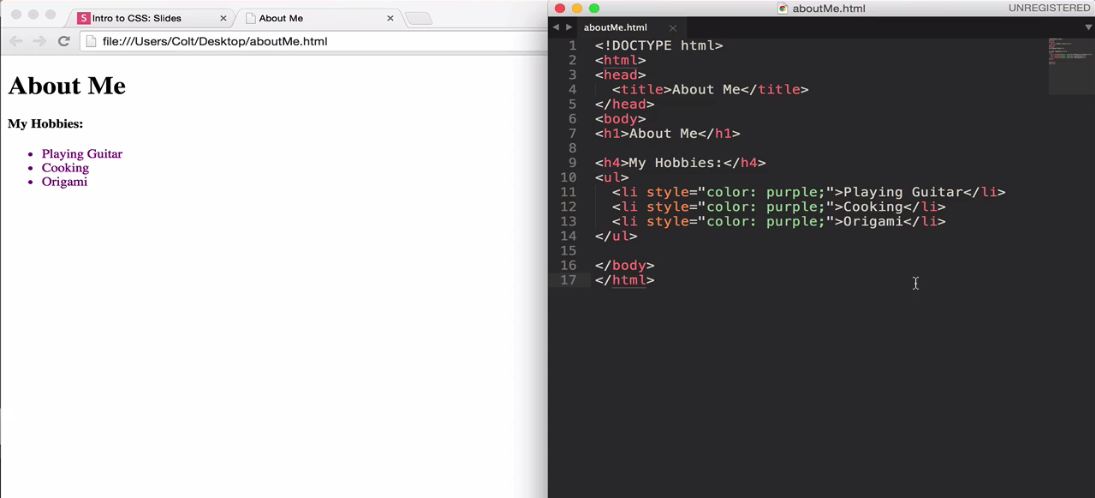 Intro to CSS: Slides
About Me
file:///Users/Colt/Desktop/aboutMe.html
About Me
My Hobbies:
• Playing Guitar
• Cooking
• Origami
aboutMe.html
UNREGISTERED
aboutMe.html
1 <!DOCTYPE html>
2 <html>
3 <head>
4 <title>About Me</title>
5 </head>
6 <body>
7 <h1>About Me</h1>
8
9 <h4>My Hobbies:</h4>
10 <ul>
11 <li style="color: purple;">Playing Guitar</li>
12 <li style="color: purple;">Cooking</li>
13 <li style="color: purple;">Origami</li>
14 </ul>
15
16 </body>
17 </html>